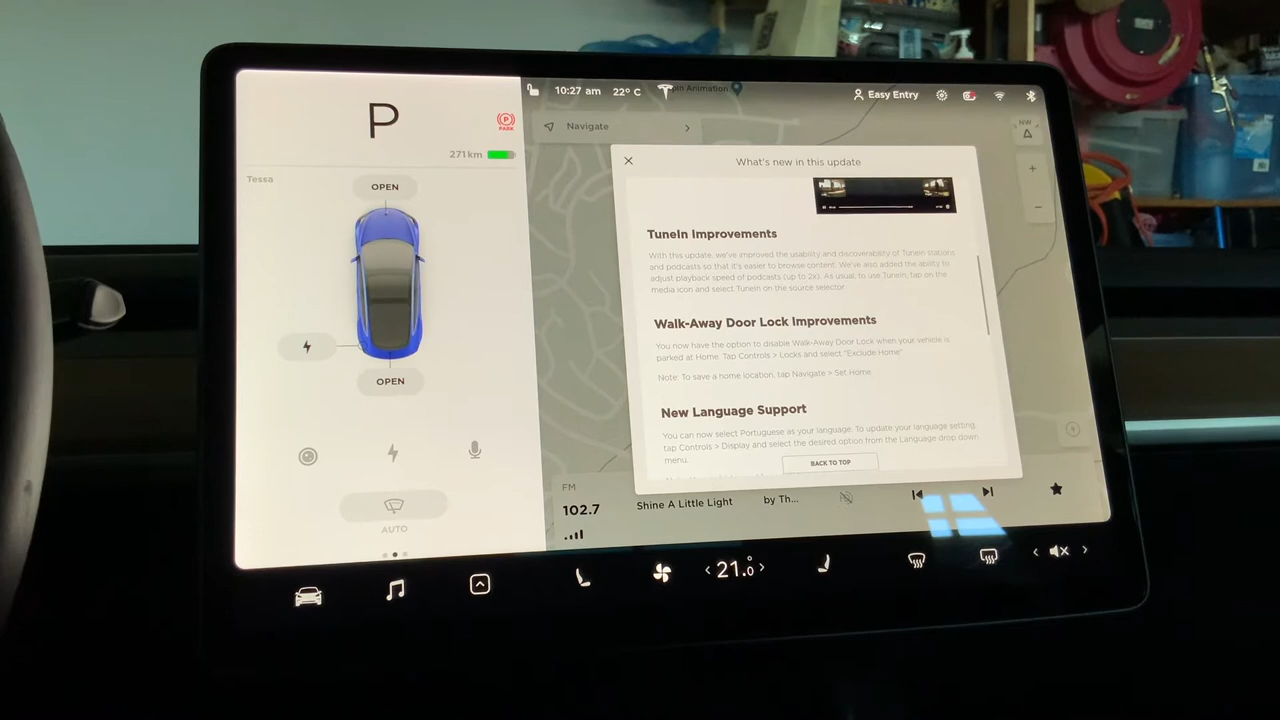 P
P
PARK
271 km
Tessa
OPEN
OPEN
AUTO
10:27 am
22° C
pin Animation
Easy Entry
Navigate
NW
What's new in this update
TuneIn Improvements
With this update, we've improved the usability and discoverability of TuneIn stations
and podcasts so that it's easier to browse content. We've also added the ability to
adjust playback speed of podcasts (up to 2x). As usual, to use TuneIn, tap on the
media icon and select TuneIn on the source selector
Walk-Away Door Lock Improvements
You now have the option to disable Walk-Away Door Lock when your vehicle is
parked at Home. Tap Controls > Locks and select "Exclude Home"
Note: To save a home location, tap Navigate > Set Home
New Language Support
You can now select Portuguese as your language. To update your language setting,
tap Controls > Display and select the desired option from the Language drop down
menu.
BACK TO TOP
FM
102.7
Shine A Little Light
by Th...
21.0°